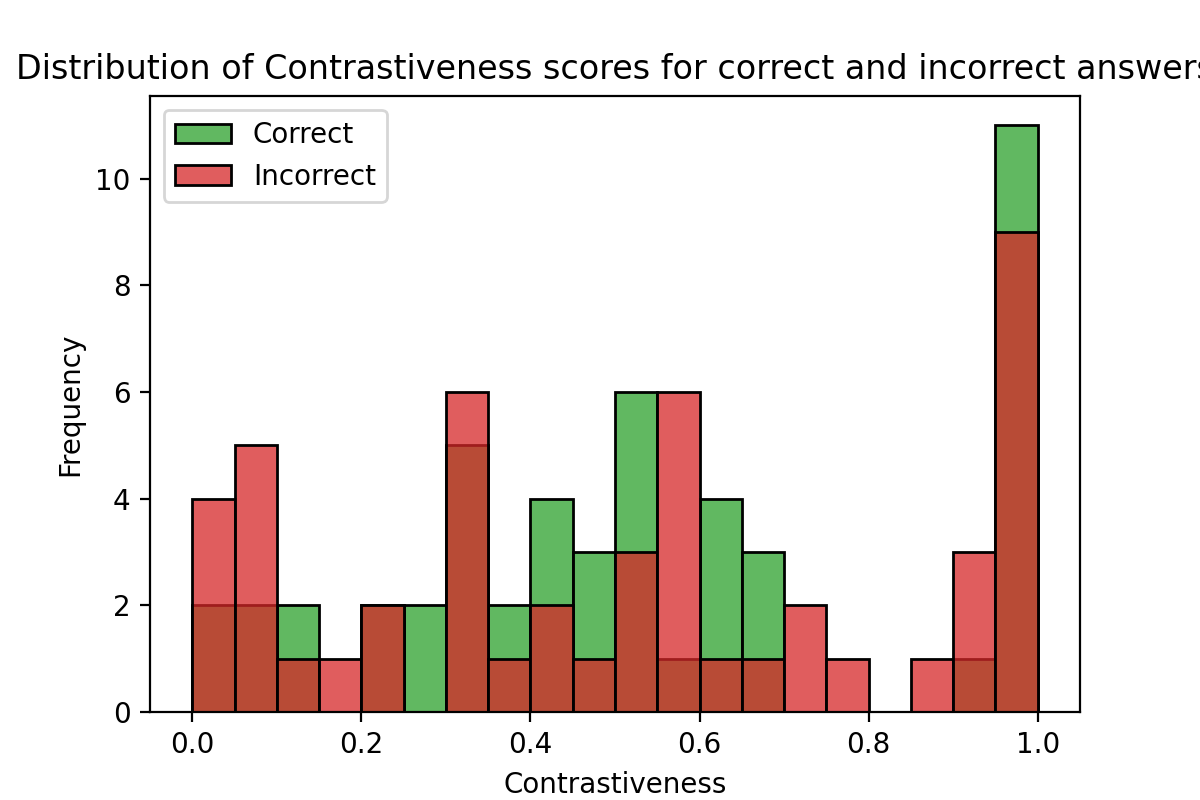 Distribution of Contrastiveness scores for correct and incorrect answers
Correct
Incorrect
10
8
6
4
2
0
Frequency
0.0 0.2 0.4 0.6 0.8 1.0
Contrastiveness